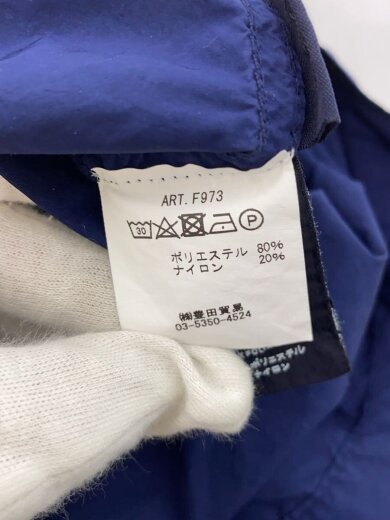 ART.F973
30 P
ポリエステル 80%
ナイロン 20%
㈱豊田貿易
03-5350-4524
ポリエステル
ナイロン